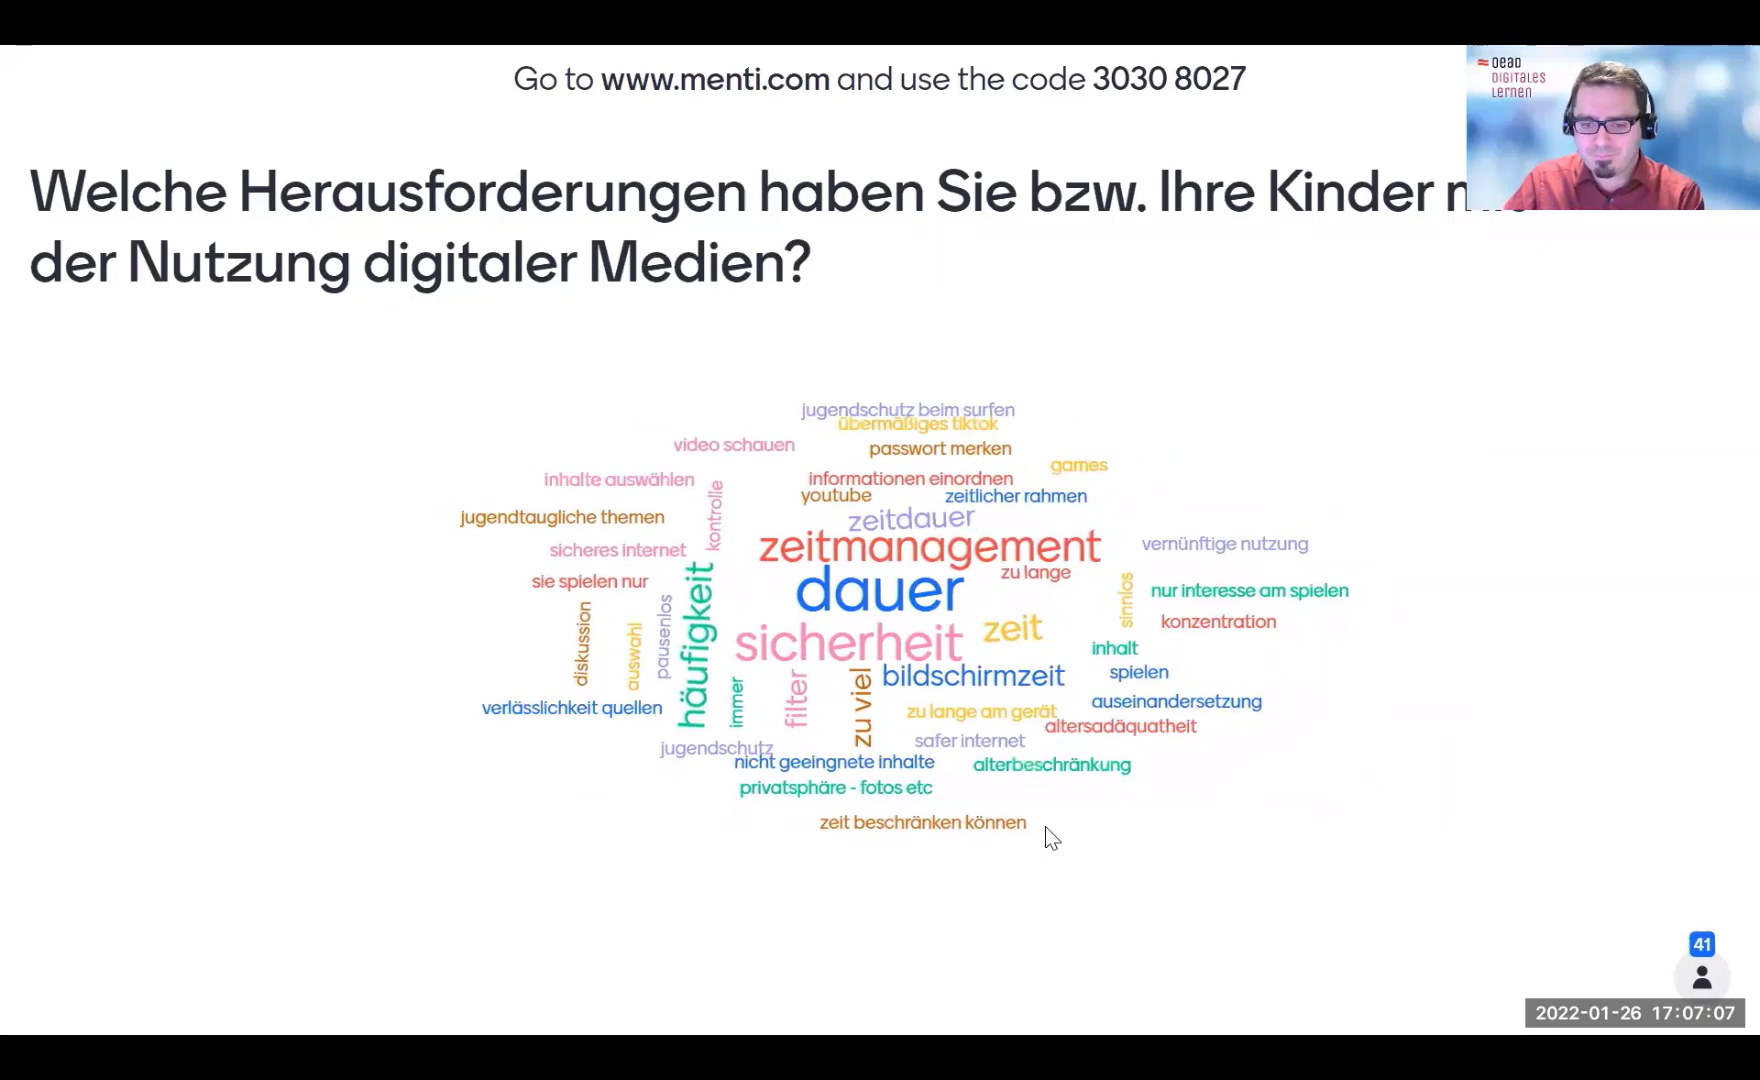 Go to www.menti.com and use the code 3030 8027
OeAD
DIGITALES
Lernen
Welche Herausforderungen haben Sie bzw. Ihre Kinder
der Nutzung digitaler Medien?
jugendschutz beim surfen
übermäßiges tiktok
video schauen
passwort merken
games
inhalte auswählen
kontrolle
informationen einordnen
youtube
zeitlicher rahmen
jugendtaugliche themen
zeitdauer
zeitmanagement
vernünftige nutzung
sicheres internet
zu lange
sie spielen nur
häufigkeit
dauer
sinnlos
nur interesse am spielen
diskussion
auswahl
pausenlos
sicherheit
zeit
konzentration
inhalt
immer
filter
zu viel
bildschirmzeit
spielen
verlässlichkeit quellen
zu lange am gerät
auseinandersetzung
altersadäquatheit
jugendschutz
safer internet
nicht geeingnete inhalte
alterbeschränkung
privatsphäre - fotos etc
zeit beschränken können
41
2022-01-26 17:07:07